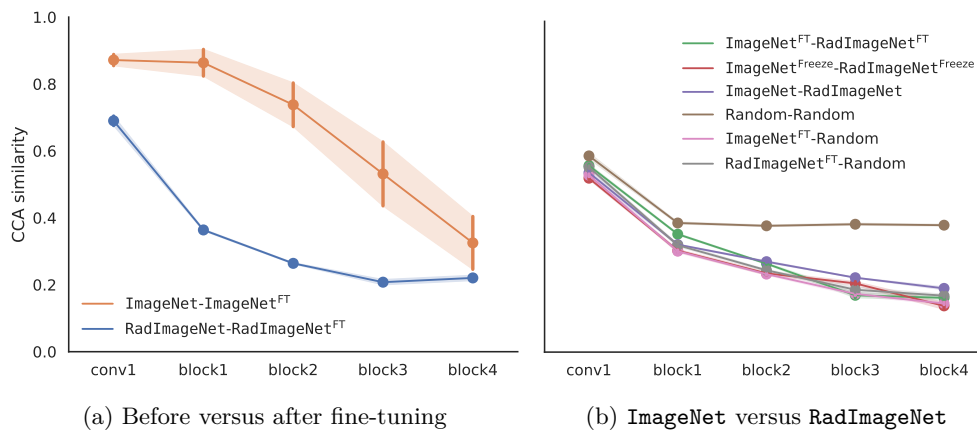 CCA similarity
1.0
0.8
0.6
0.4
0.2
0.0
ImageNet-ImageNet^FT
RadImageNet-RadImageNet^FT
conv1 block1 block2 block3 block4
(a) Before versus after fine-tuning
ImageNet^FT-RadImageNet^FT
ImageNet^Freeze-RadImageNet^Freeze
ImageNet-RadImageNet
Random-Random
ImageNet^FT-Random
RadImageNet^FT-Random
conv1 block1 block2 block3 block4
(b) ImageNet versus RadImageNet